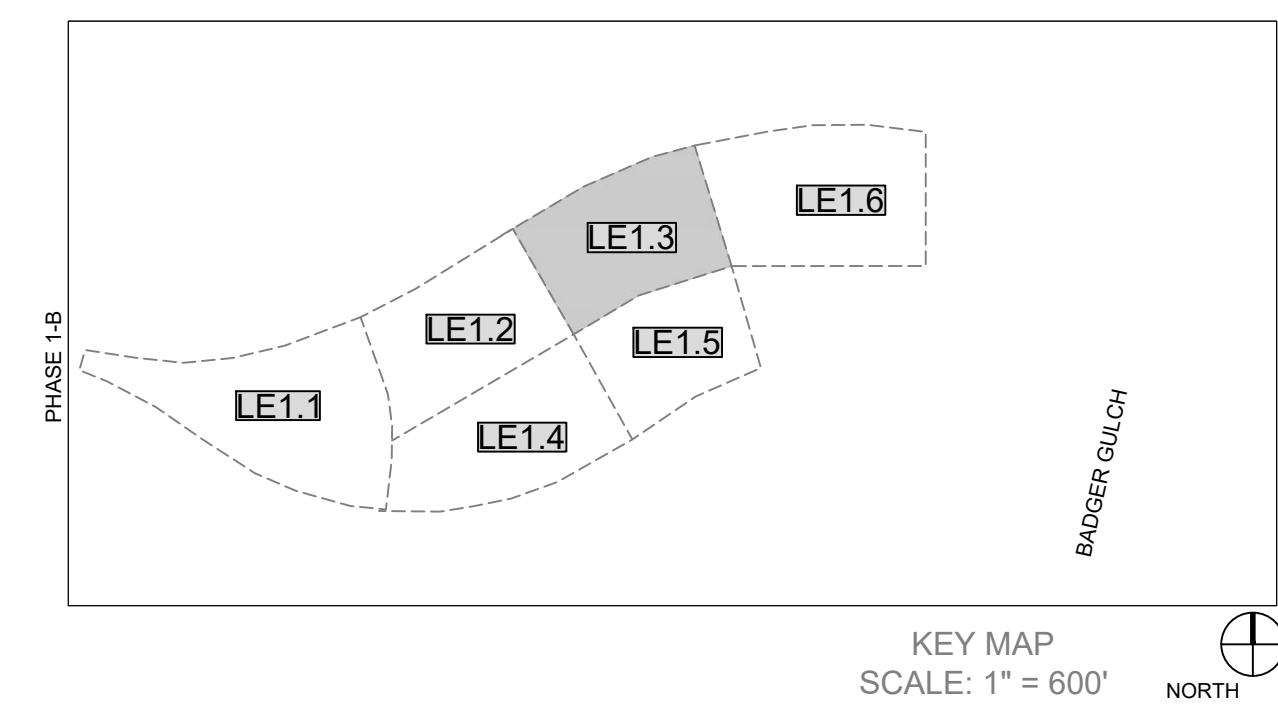 LE1.6
LE1.3
LE1.2
LE1.5
PHASE 1-B
LE1.1
LE1.4
BADGER GULCH
KEY MAP
SCALE: 1" = 600'
NORTH